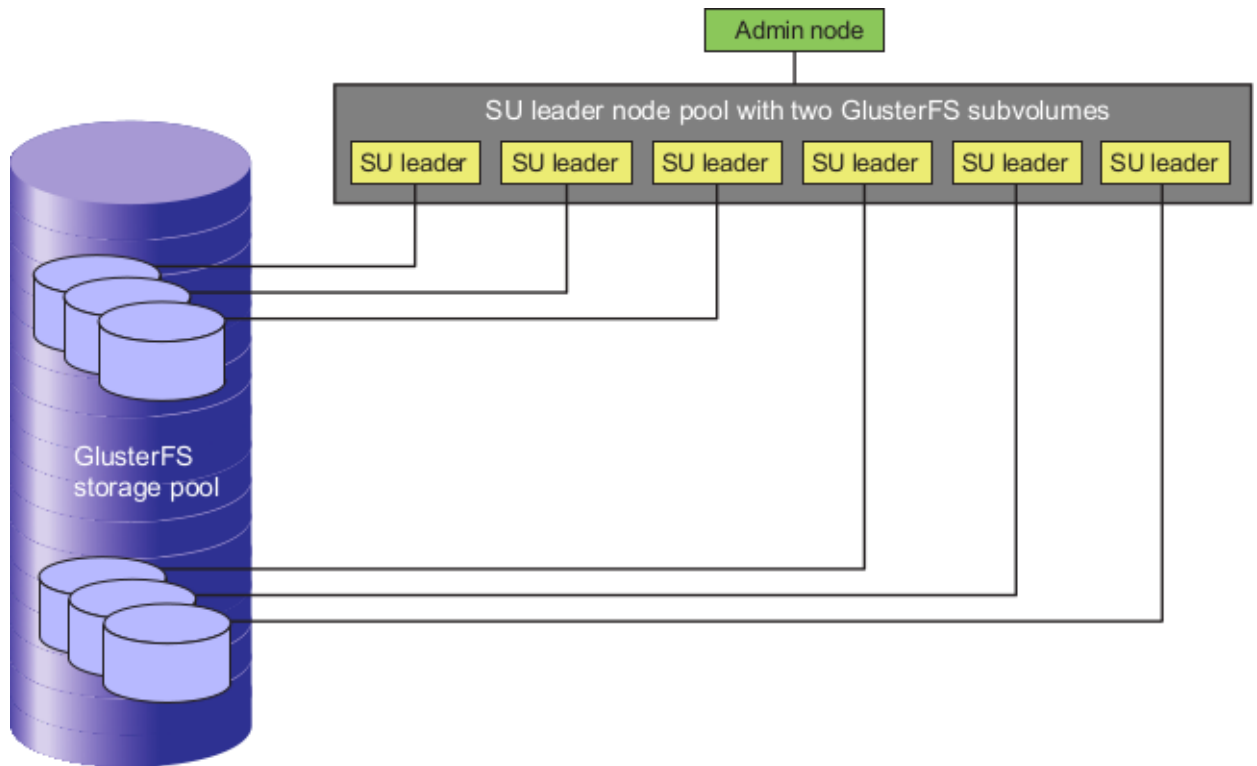 Admin node
SU leader node pool with two GlusterFS subvolumes
SU leader
SU leader
SU leader
SU leader
SU leader
SU leader
GlusterFS
storage pool